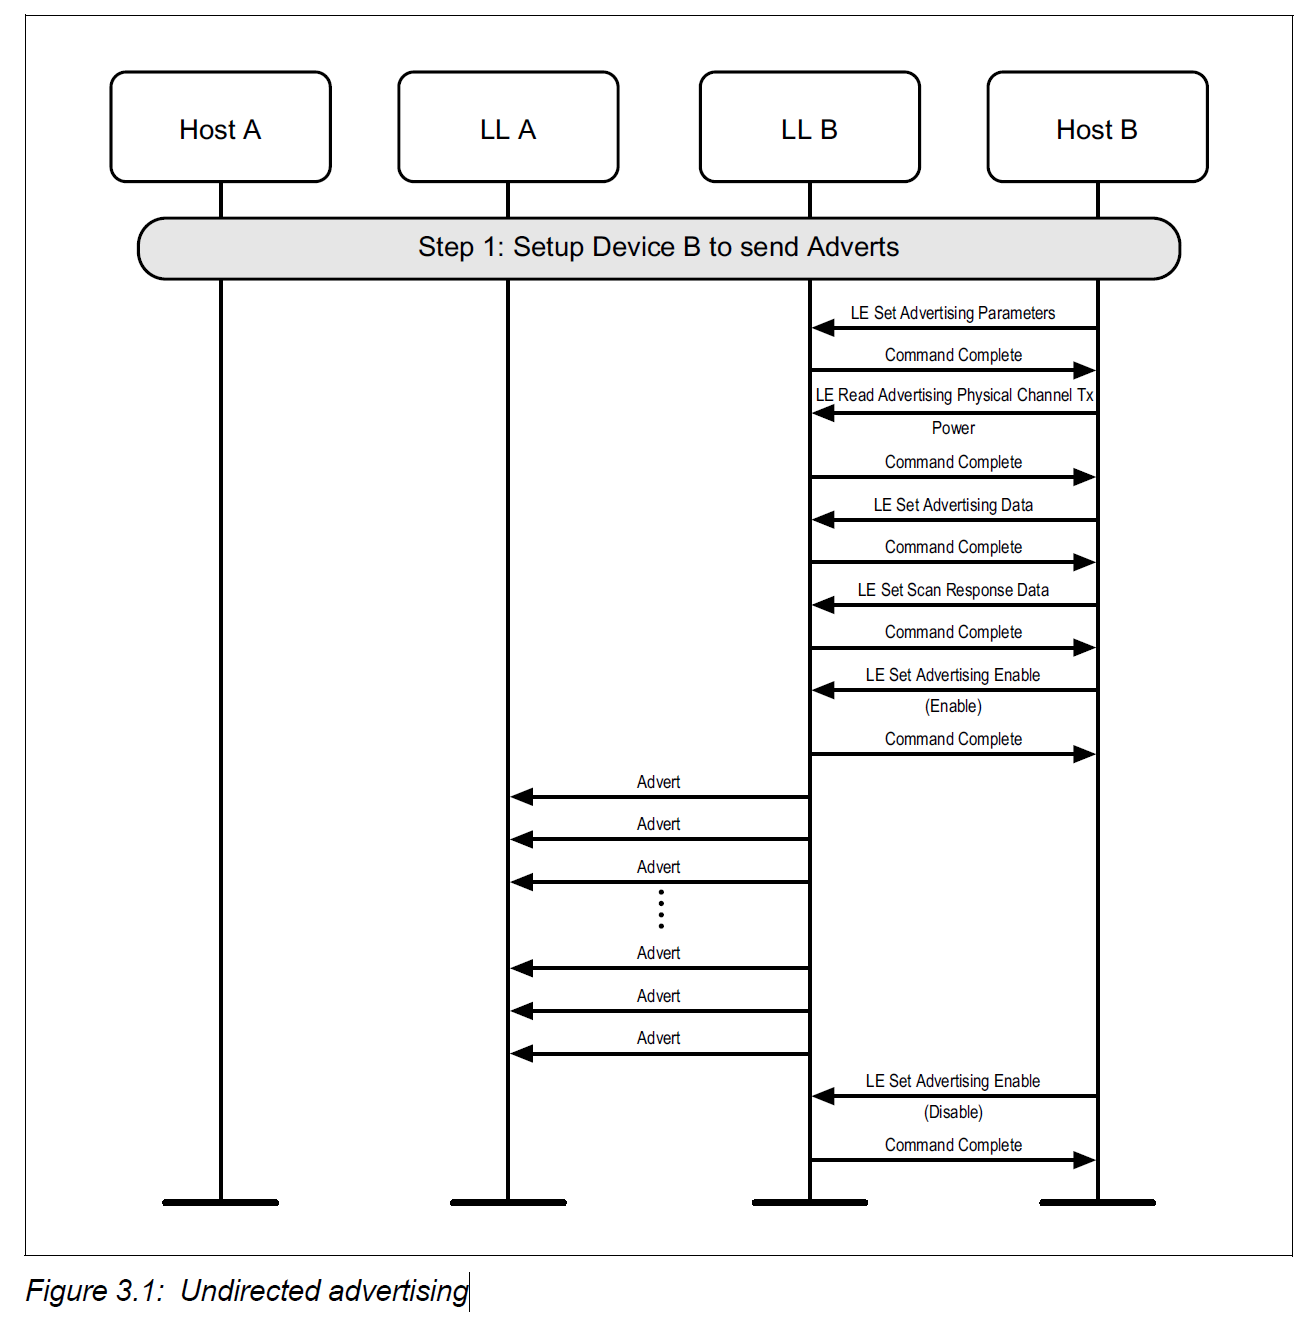 Host A
LL A
LL B
Host B
Step 1: Setup Device B to send Adverts
LE Set Advertising Parameters
Command Complete
LE Read Advertising Physical Channel Tx
Power
Command Complete
LE Set Advertising Data
Command Complete
LE Set Scan Response Data
Command Complete
LE Set Advertising Enable
(Enable)
Command Complete
Advert
Advert
Advert
Advert
Advert
Advert
LE Set Advertising Enable
(Disable)
Command Complete
Figure 3.1: Undirected advertising